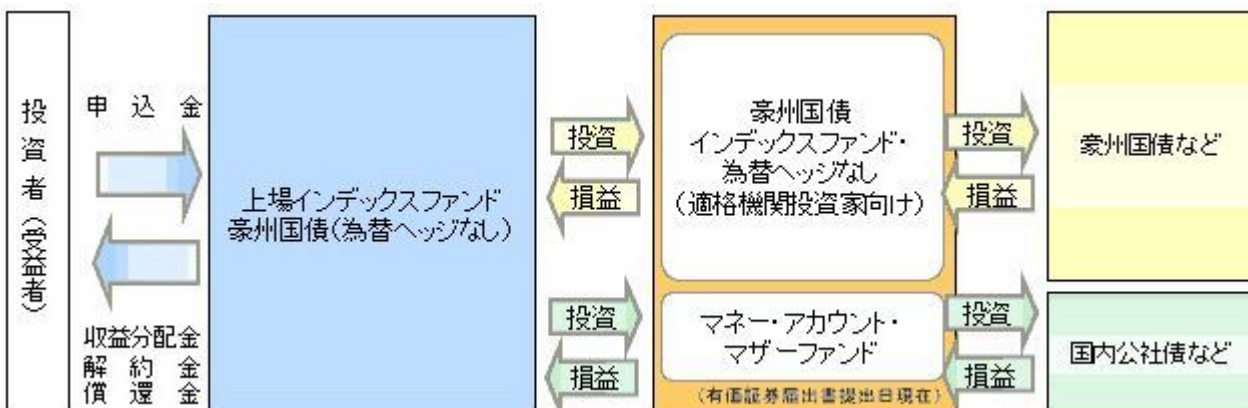 投資者(受益者)
申込金
収益分配金
解約金
償還金
上場インデックスファンド
豪州国債(為替ヘッジなし)
投資
損益
投資
損益
豪州国債
インデックスファンド・
為替ヘッジなし
(適格機関投資家向け)
マネー・アカウント・
マザーファンド
(有価証券届出書提出日現在)
投資
損益
投資
損益
豪州国債など
国内公社債など